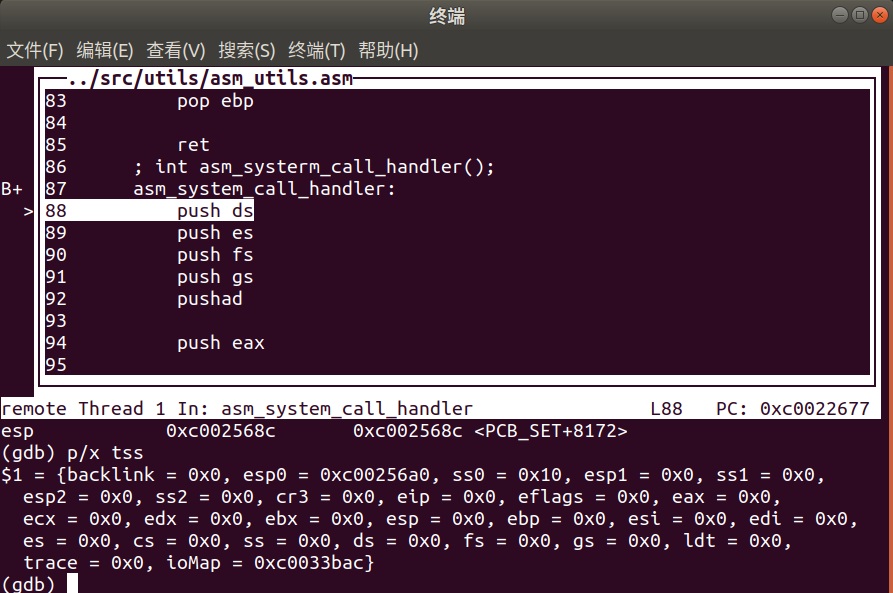 终端
文件(F) 编辑(E) 查看(V) 搜索(S) 终端(T) 帮助(H)
../src/utils/asm_utils.asm
83 pop ebp
84
85 ret
86 ; int asm_systerm_call_handler();
B+ 87 asm_system_call_handler:
> 88 push ds
89 push es
90 push fs
91 push gs
92 pushad
93
94 push eax
95
remote Thread 1 In: asm_system_call_handler L88 PC: 0xc0022677
esp 0xc002568c 0xc002568c <PCB_SET+8172>
(gdb) p/x tss
$1 = {backlink = 0x0, esp0 = 0xc00256a0, ss0 = 0x10, esp1 = 0x0, ss1 = 0x0,
esp2 = 0x0, ss2 = 0x0, cr3 = 0x0, eip = 0x0, eflags = 0x0, eax = 0x0,
ecx = 0x0, edx = 0x0, ebx = 0x0, esp = 0x0, ebp = 0x0, esi = 0x0, edi = 0x0,
es = 0x0, cs = 0x0, ss = 0x0, ds = 0x0, fs = 0x0, gs = 0x0, ldt = 0x0,
trace = 0x0, ioMap = 0xc0033bac}
(gdb)